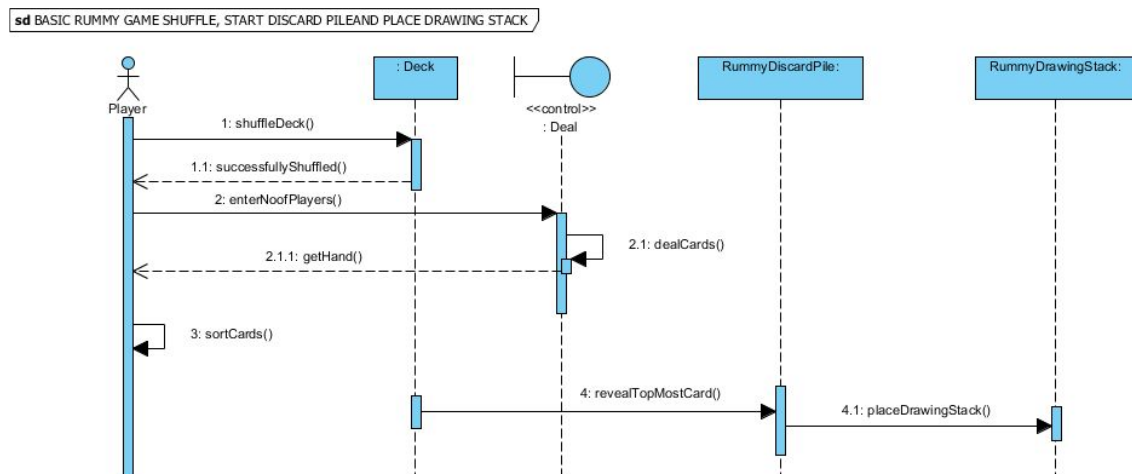 sd BASIC RUMMY GAME SHUFFLE, START DISCARD PILEAND PLACE DRAWING STACK
: Deck
RummyDiscardPile:
RummyDrawingStack:
Player
<<control>>
: Deal
1: shuffleDeck()
1.1: successfullyShuffled()
2: enterNoofPlayers()
2.1: dealCards()
2.1.1: getHand()
3: sortCards()
4: revealTopMostCard()
4.1: placeDrawingStack()